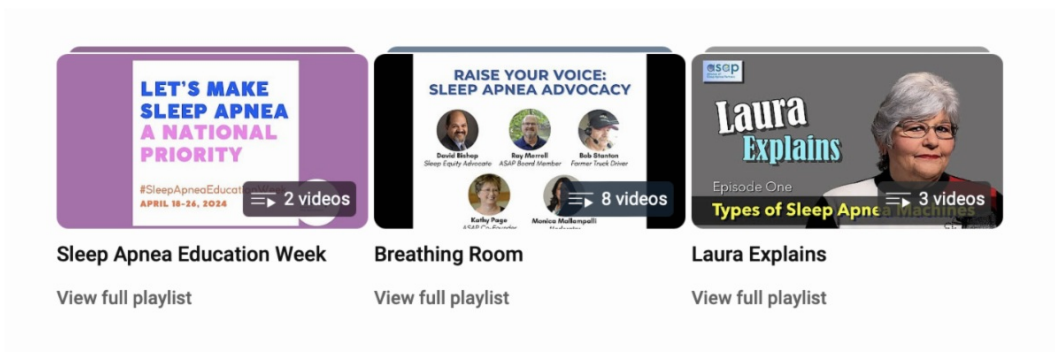 LET'S MAKE
SLEEP APNEA
A NATIONAL
PRIORITY
#SleepApneaEducationWeek
APRIL 18-26, 2024
2 videos
Sleep Apnea Education Week
View full playlist
RAISE YOUR VOICE:
SLEEP APNEA ADVOCACY
David Bishop
Sleep Equity Advocate
Ray Merrell
ASAP Board Member
Bob Stanton
Former Truck Driver
Kathy Page
ASAP Co-Founder
Monica Mallampalli
Moderator
8 videos
Breathing Room
View full playlist
asap
Laura
Explains
Episode One
Types of Sleep Apnea Machines
3 videos
Laura Explains
View full playlist